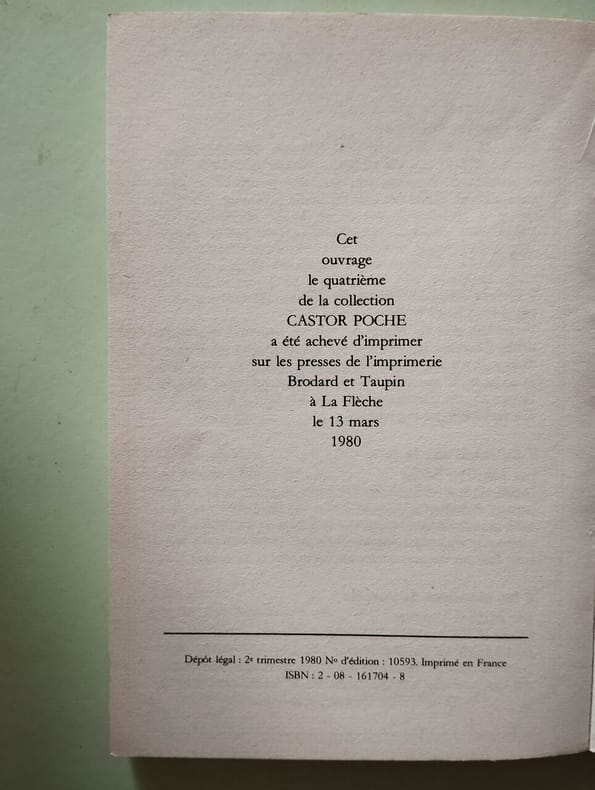 Cet
ouvrage
le quatrième
de la collection
CASTOR POCHE
a été achevé d'imprimer
sur les presses de l'imprimerie
Brodard et Taupin
à La Flèche
le 13 mars
1980
Dépôt légal : 2e trimestre 1980 No d'édition : 10593. Imprimé en France
ISBN : 2 - 08 - 161704 - 8